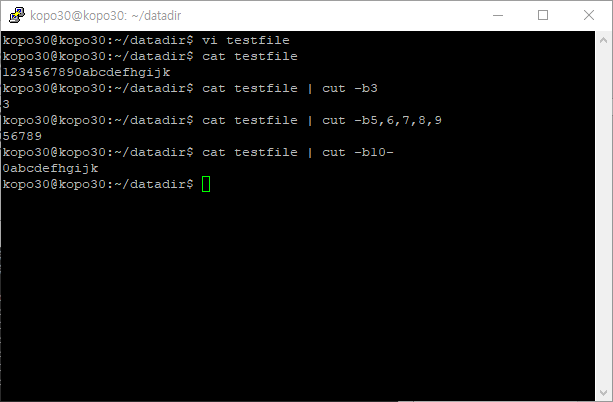 kopo30@kopo30: ~/datadir
kopo30@kopo30:~/datadir$ vi testfile
kopo30@kopo30:~/datadir$ cat testfile
1234567890abcdefhgijk
kopo30@kopo30:~/datadir$ cat testfile | cut -b3
3
kopo30@kopo30:~/datadir$ cat testfile | cut -b5,6,7,8,9
56789
kopo30@kopo30:~/datadir$ cat testfile | cut -b10-
0abcdefhgijk
kopo30@kopo30:~/datadir$